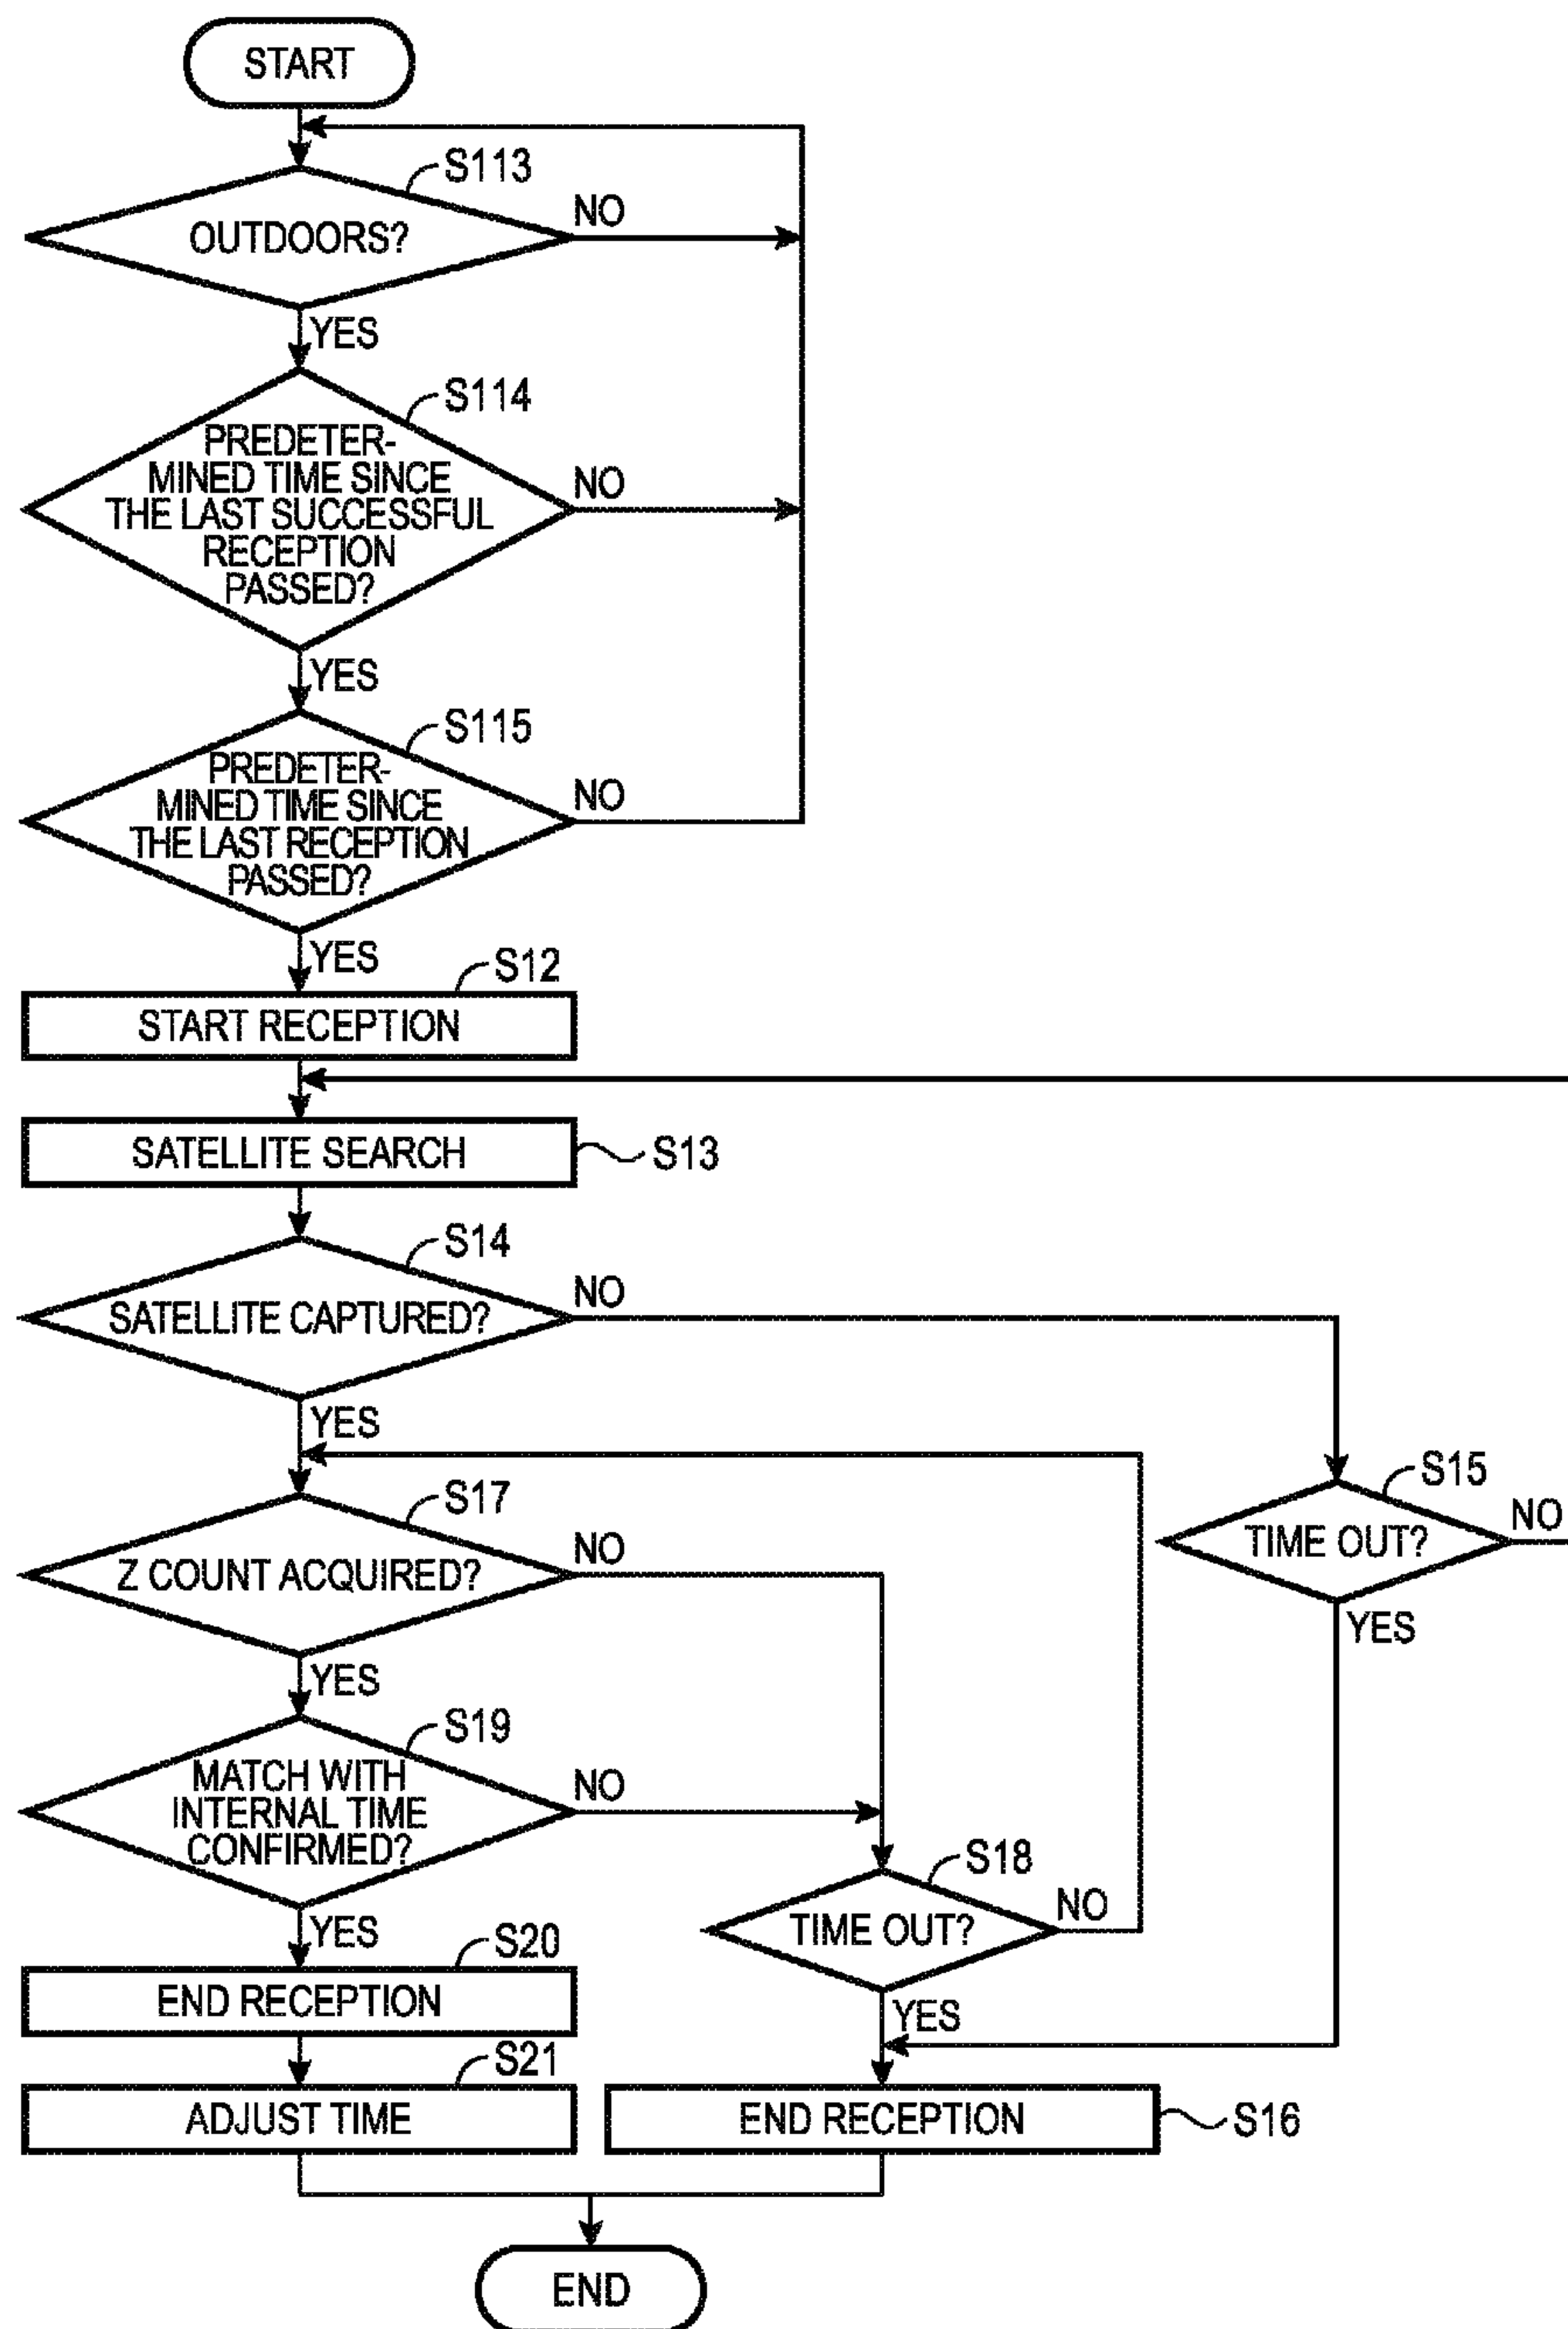 START
S113
OUTDOORS?
NO
YES
S114
PREDETER-
MINED TIME SINCE
THE LAST SUCCESSFUL
RECEPTION
PASSED?
NO
YES
S115
PREDETER-
MINED TIME SINCE
THE LAST RECEPTION
PASSED?
NO
YES
S12
START RECEPTION
SATELLITE SEARCH
S13
S14
SATELLITE CAPTURED?
NO
YES
S15
TIME OUT?
NO
YES
S17
Z COUNT ACQUIRED?
NO
YES
S19
MATCH WITH
INTERNAL TIME
CONFIRMED?
NO
YES
S18
TIME OUT?
NO
YES
S20
END RECEPTION
S21
ADJUST TIME
END RECEPTION
S16
END